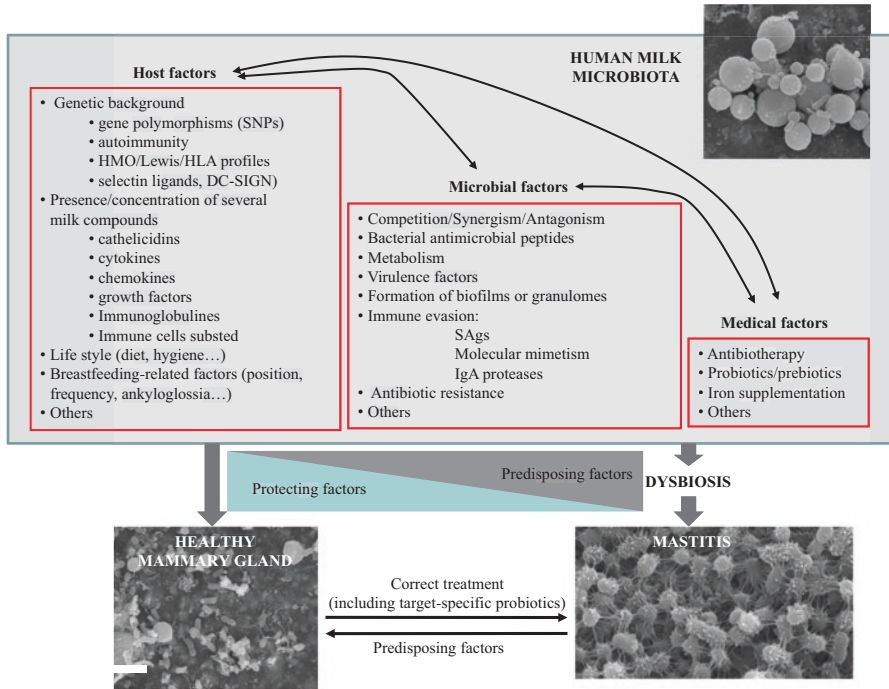 HUMAN MILK
MICROBIOTA
Host factors
• Genetic background
• gene polymorphisms (SNPs)
• autoimmunity
• HMO/Lewis/HLA profiles
• selectin ligands, DC-SIGN)
• Presence/concentration of several
milk compounds
• cathelicidins
• cytokines
• chemokines
• growth factors
• Immunoglobulines
• Immune cells substed
• Life style (diet, hygiene…)
• Breastfeeding-related factors (position,
frequency, ankyloglossia…)
• Others
Microbial factors
• Competition/Synergism/Antagonism
• Bacterial antimicrobial peptides
• Metabolism
• Virulence factors
• Formation of biofilms or granulomes
• Immune evasion:
SAgs
Molecular mimetism
IgA proteases
• Antibiotic resistance
• Others
Medical factors
• Antibiotherapy
• Probiotics/prebiotics
• Iron supplementation
• Others
Predisposing factors
Protecting factors
DYSBIOSIS
HEALTHY
MAMMARY GLAND
MASTITIS
Correct treatment
(including target-specific probiotics)
Predisposing factors